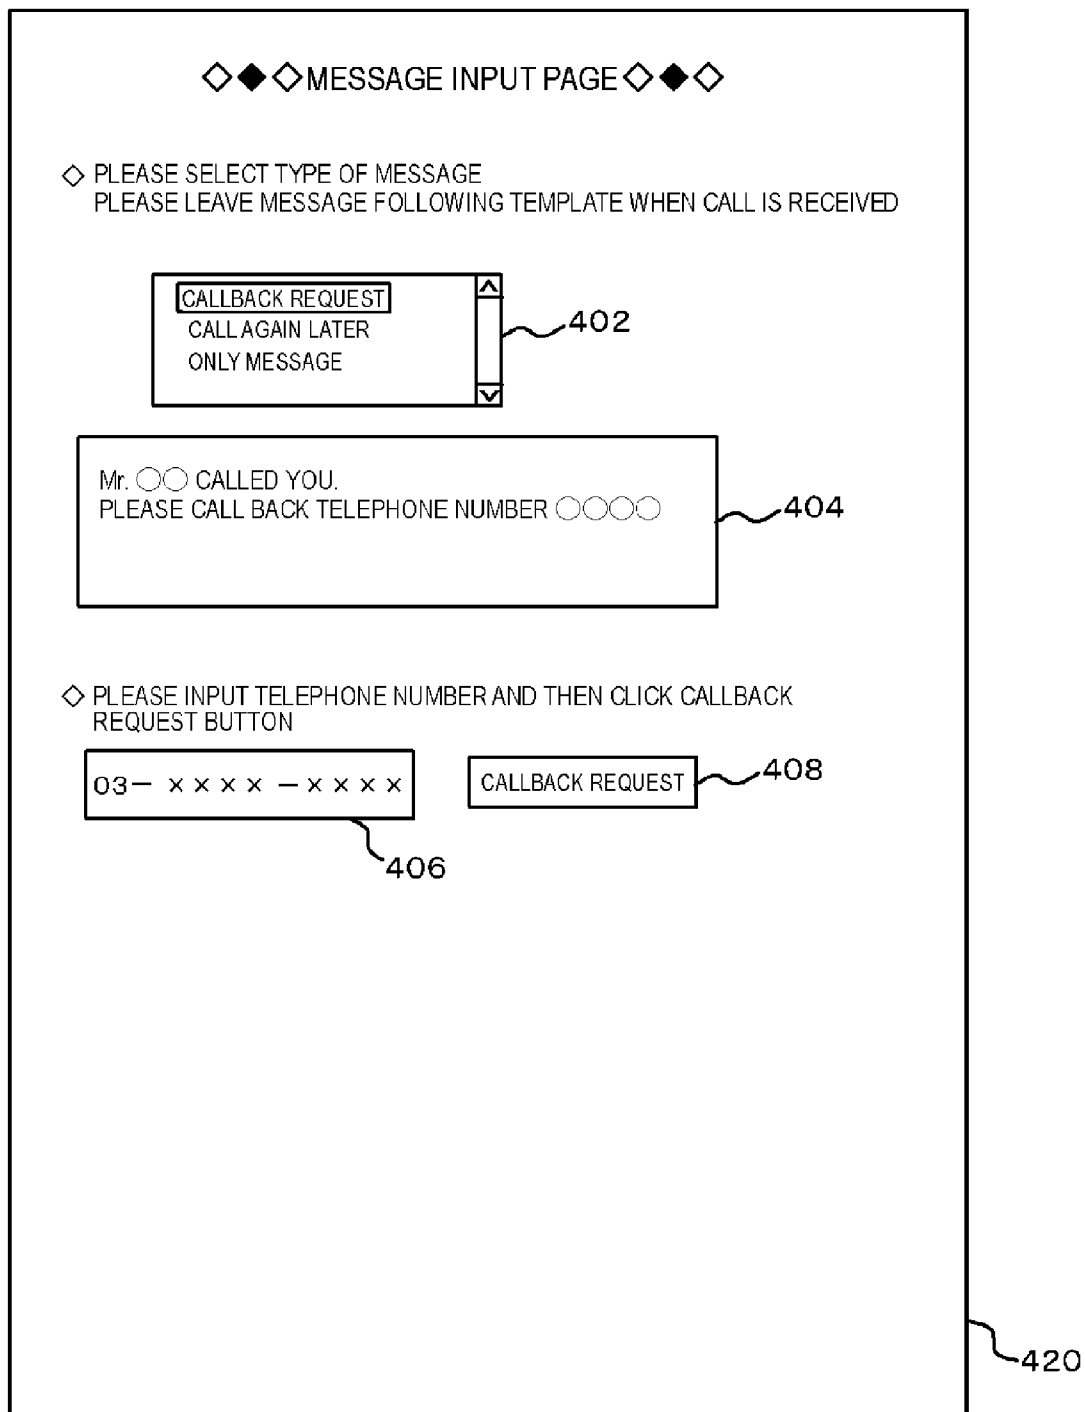 ◇◆◇MESSAGE INPUT PAGE◇◆◇
◇ PLEASE SELECT TYPE OF MESSAGE
PLEASE LEAVE MESSAGE FOLLOWING TEMPLATE WHEN CALL IS RECEIVED
CALLBACK REQUEST
CALL AGAIN LATER
ONLY MESSAGE
402
Mr. ○○ CALLED YOU.
PLEASE CALL BACK TELEPHONE NUMBER ○○○○
404
◇ PLEASE INPUT TELEPHONE NUMBER AND THEN CLICK CALLBACK
REQUEST BUTTON
03− ×××× −××××
CALLBACK REQUEST
408
406
420